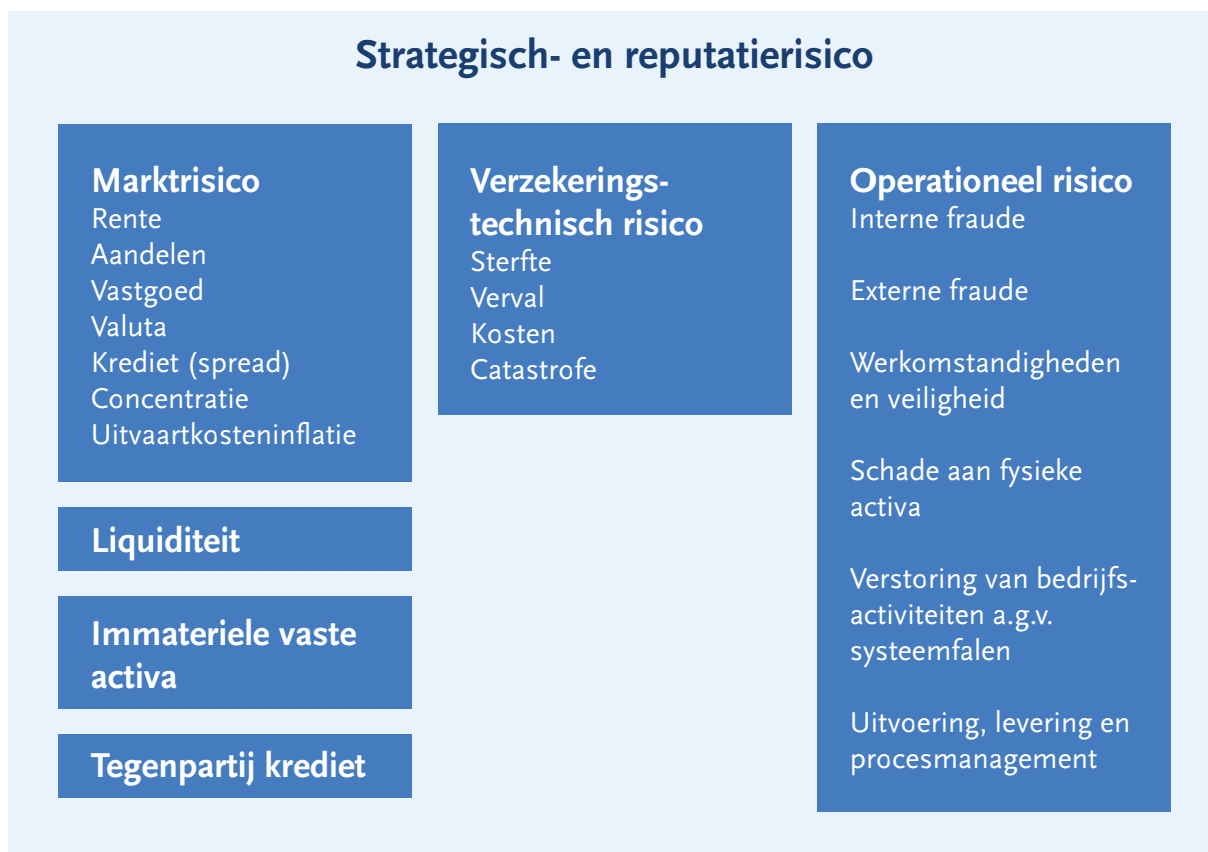 Strategisch- en reputatierisico
Marktrisico
Rente
Aandelen
Vastgoed
Valuta
Krediet (spread)
Concentratie
Uitvaartkosteninflatie
Liquiditeit
Immateriele vaste
activa
Tegenpartij krediet
Verzekerings-
technisch risico
Sterfte
Verval
Kosten
Catastrofe
Operationeel risico
Interne fraude
Externe fraude
Werkomstandigheden
en veiligheid
Schade aan fysieke
activa
Verstoring van bedrijfs-
activiteiten a.g.v.
systeemfalen
Uitvoering, levering en
procesmanagement